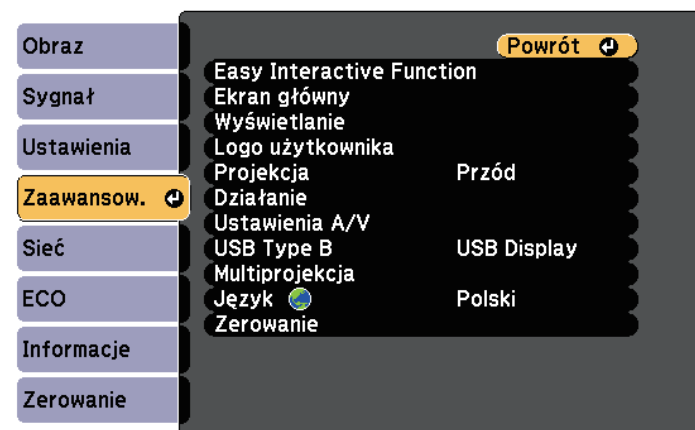 Obraz
Sygnał
Ustawienia
Zaawansow.
Sieć
ECO
Informacje
Zerowanie
Powrót
Easy Interactive Function
Ekran główny
Wyświetlanie
Logo użytkownika
Projekcja Przód
Działanie
Ustawienia A/V
USB Type B USB Display
Multiprojekcja
Język Polski
Zerowanie